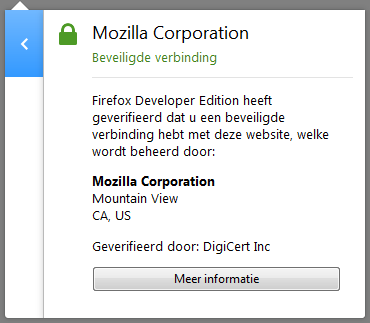 Mozilla Corporation
Beveiligde verbinding
Firefox Developer Edition heeft
geverifieerd dat u een beveiligde
verbinding hebt met deze website, welke
wordt beheerd door:
Mozilla Corporation
Mountain View
CA, US
Geverifieerd door: DigiCert Inc
Meer informatie